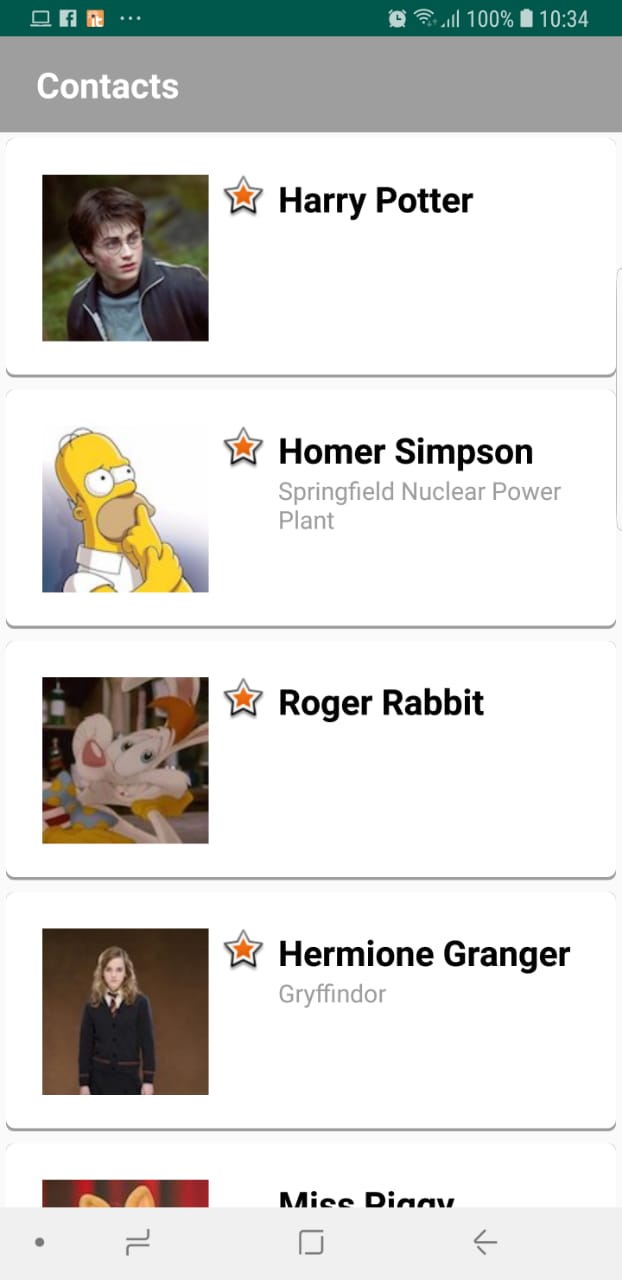 100% 10:34
Contacts
Harry Potter
Homer Simpson
Springfield Nuclear Power
Plant
Roger Rabbit
Hermione Granger
Gryffindor
Miss Piggy